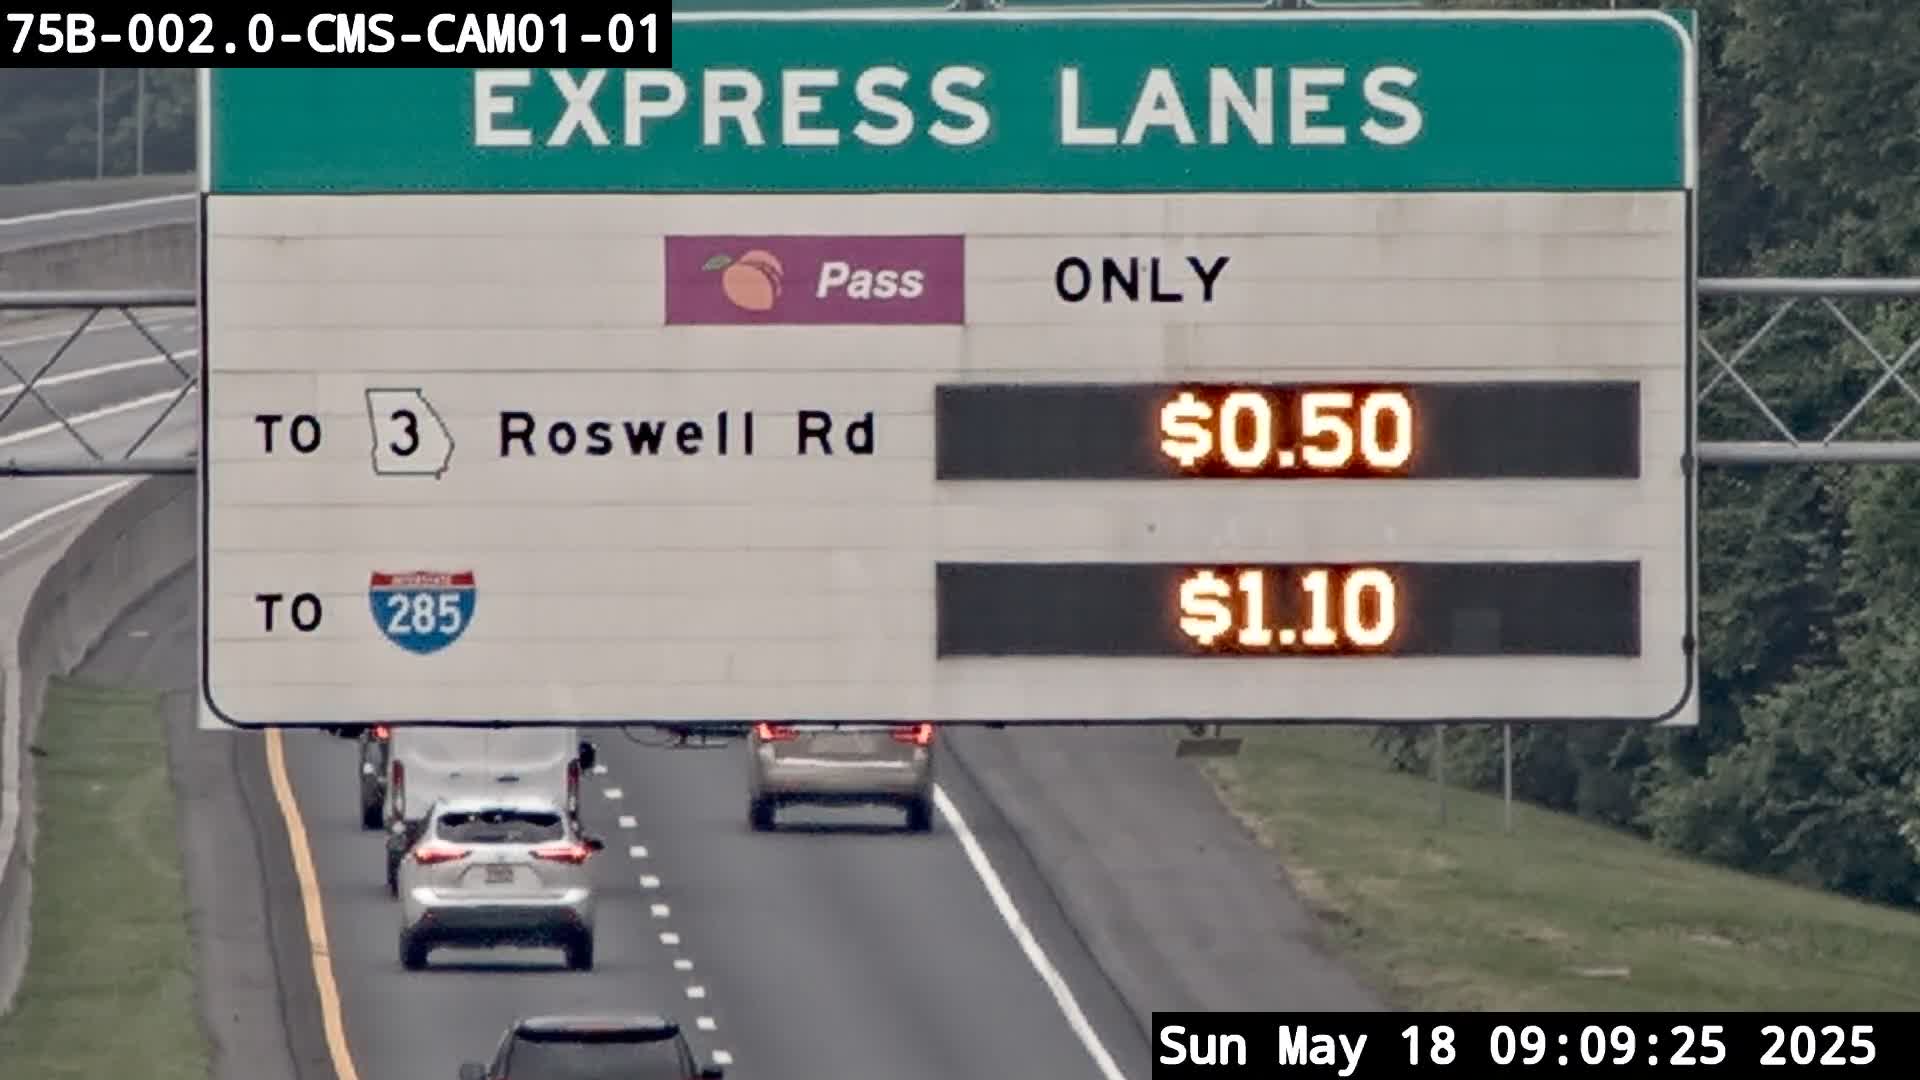 75B-002.0-CMS-CAM01-01
EXPRESS LANES
Pass ONLY
TO 3 Roswell Rd $0.50
INTERSTATE
TO 285 $1.10
Sun May 18 09:09:25 2025